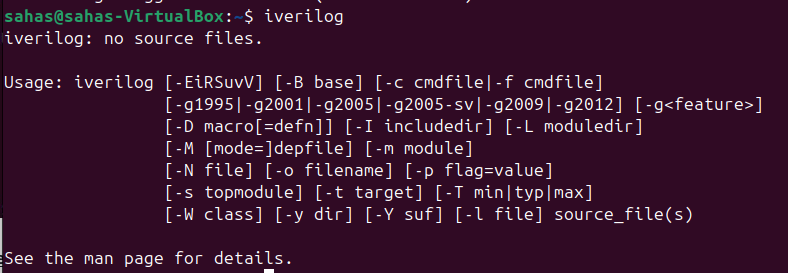 sahas@sahas-VirtualBox:~$ iverilog
iverilog: no source files.

Usage: iverilog [-EiRSuvV] [-B base] [-c cmdfile|-f cmdfile]
                [-g1995|-g2001|-g2005|-g2005-sv|-g2009|-g2012] [-g<feature>]
                [-D macro[=defn]] [-I includedir] [-L moduledir]
                [-M [mode=]depfile] [-m module]
                [-N file] [-o filename] [-p flag=value]
                [-s topmodule] [-t target] [-T min|typ|max]
                [-W class] [-y dir] [-Y suf] [-l file] source_file(s)

See the man page for details.